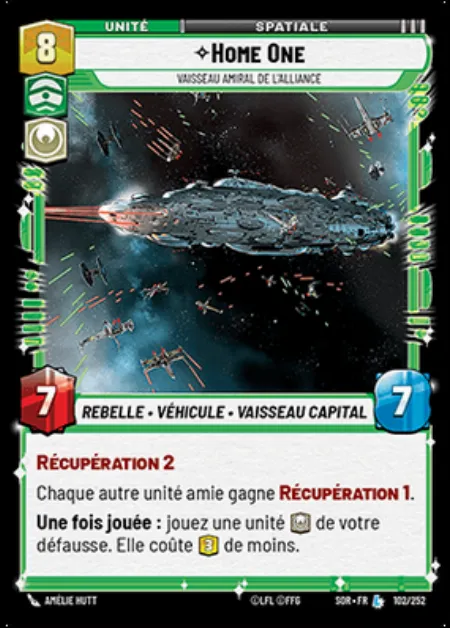 UNITÉ SPATIALE
8
HOME ONE
VAISSEAU AMIRAL DE L'ALLIANCE
7
REBELLE • VÉHICULE • VAISSEAU CAPITAL
7
RÉCUPÉRATION 2
Chaque autre unité amie gagne RÉCUPÉRATION 1.
Une fois jouée : jouez une unité de votre
défausse. Elle coûte 3 de moins.
AMÉLIE HUTT ©LFL ©FFG SOR • FR L 102/252